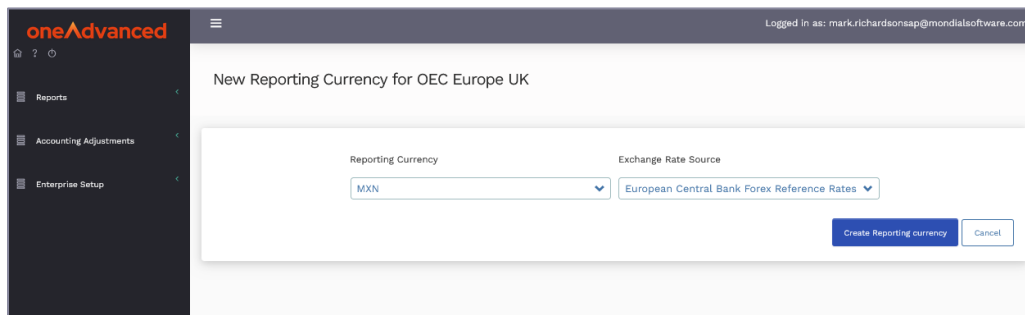 oneAdvanced
Logged in as: mark.richardsonsap@mondialsoftware.com
?
Reports
Accounting Adjustments
Enterprise Setup
New Reporting Currency for OEC Europe UK
Reporting Currency
Exchange Rate Source
MXN
European Central Bank Forex Reference Rates
Create Reporting currency
Cancel